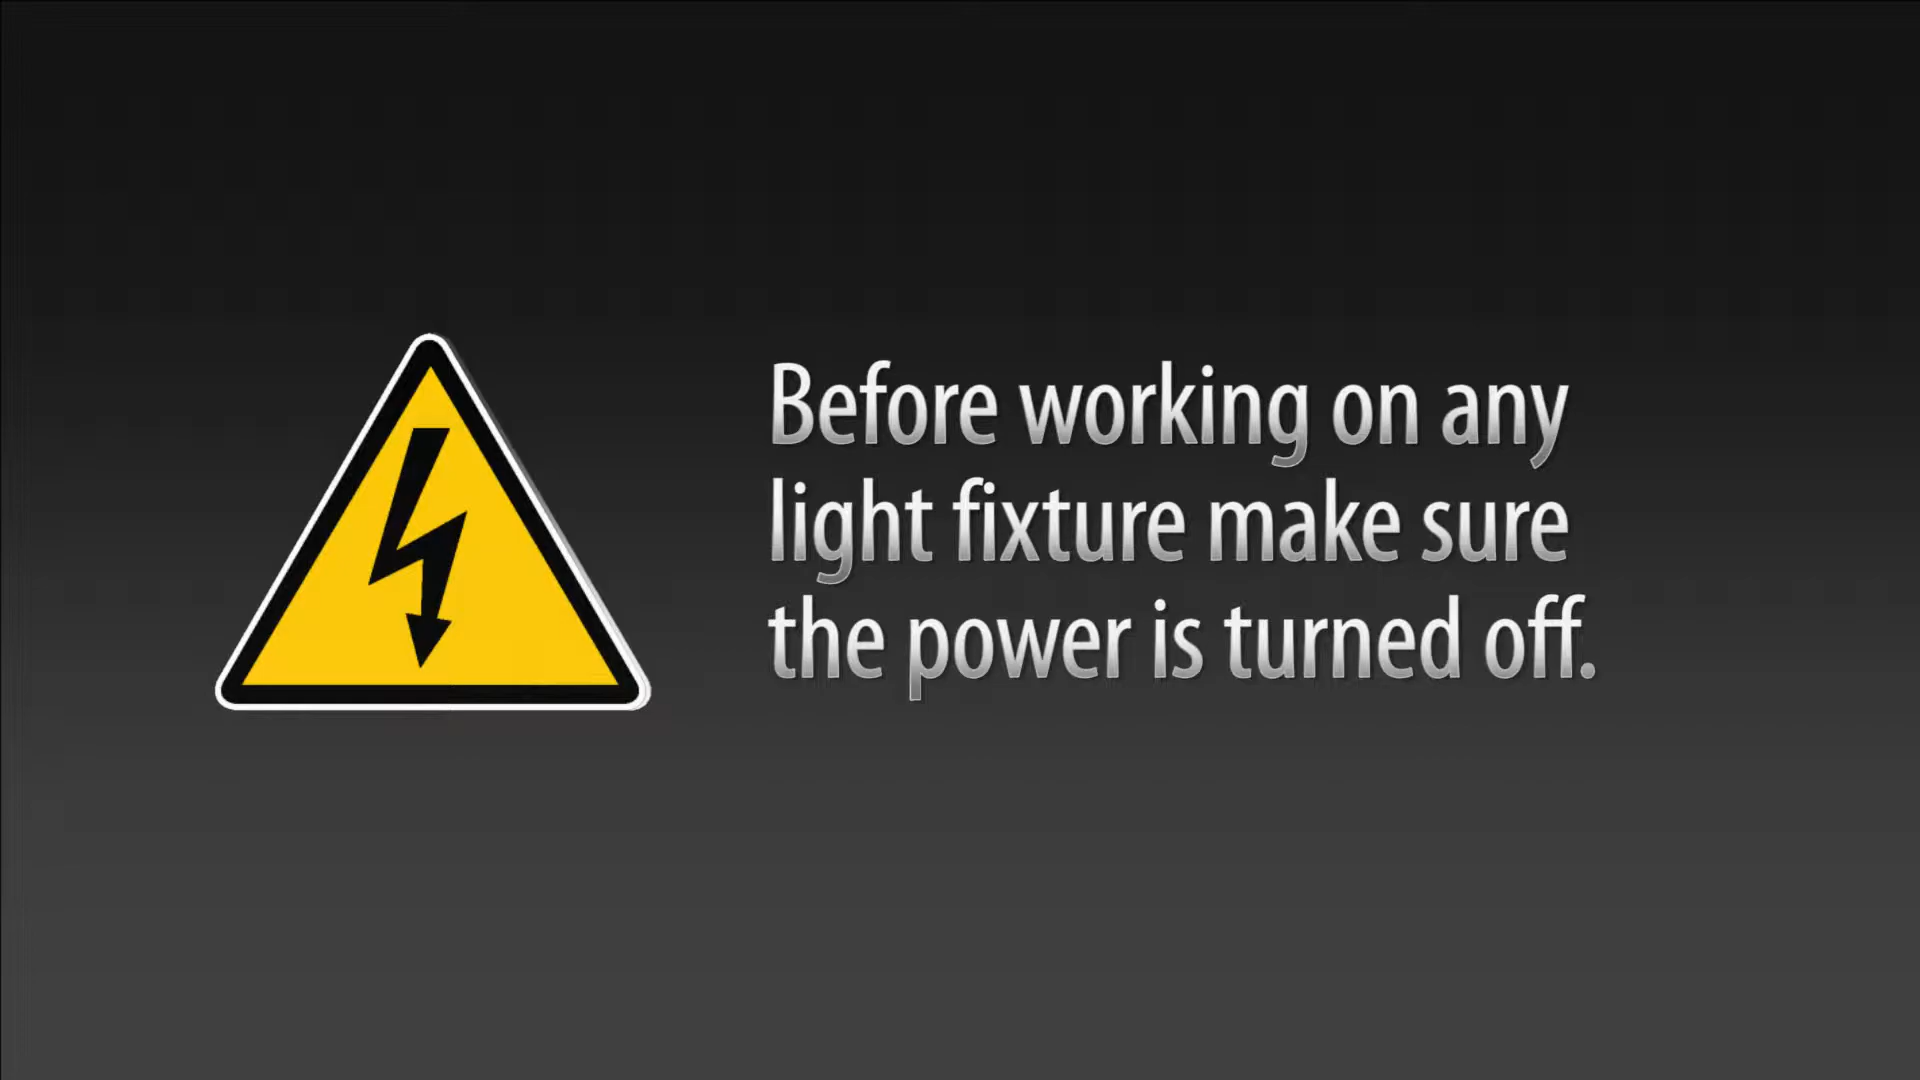 Before working on any
light fixture make sure
the power is turned off.